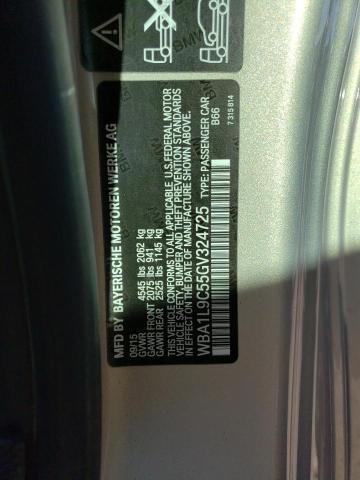 BMW
MFD BY BAYERISCHE MOTOREN WERKE AG
09/15
GVWR 4545 lbs 2062 kg
GAWR FRONT 2075 lbs 941 kg
GAWR REAR 2525 lbs 1145 kg
THIS VEHICLE CONFORMS TO ALL APPLICABLE U.S.FEDERAL MOTOR
VEHICLE SAFETY, BUMPER AND THEFT PREVENTION STANDARDS
IN EFFECT ON THE DATE OF MANUFACTURE SHOWN ABOVE.
WBA1L9C55GV324725 TYPE: PASSENGER CAR
B66
7 315 814